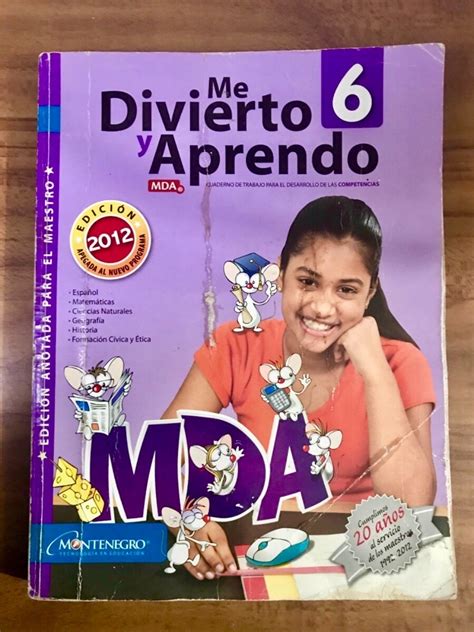 Me
Divierto
y Aprendo
6
MDA
CUADERNO DE TRABAJO PARA EL DESARROLLO DE LAS COMPETENCIAS
EDICIÓN
2012
APEGADA AL NUEVO PROGRAMA
• Español
• Matemáticas
• Ciencias Naturales
• Geografía
• Historia
• Formación Cívica y Ética
★ EDICIÓN ANOTADA PARA EL MAESTRO ★
MDA
MONTENEGRO
TECNOLOGÍA EN EDUCACIÓN
Cumplimos
20 años
al servicio
de los maestros
1992-2012